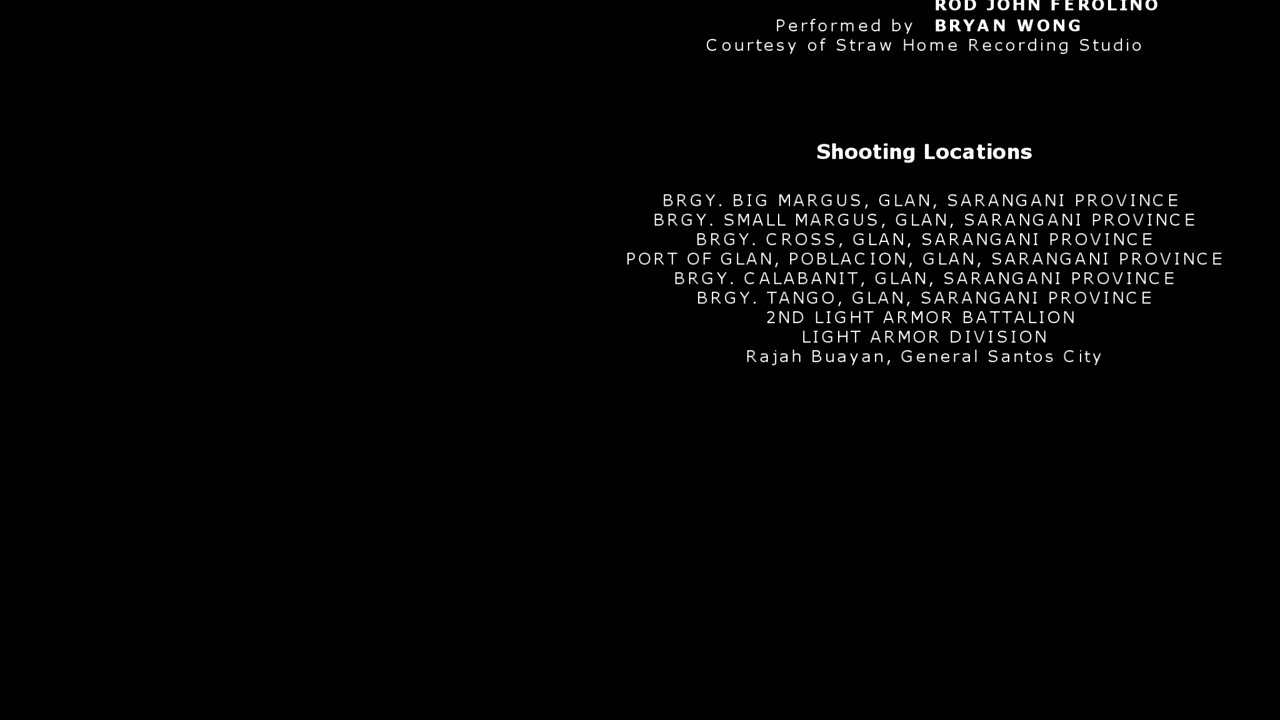 ROD JOHN FEROLINO
Performed by BRYAN WONG
Courtesy of Straw Home Recording Studio
Shooting Locations
BRGY. BIG MARGUS, GLAN, SARANGANI PROVINCE
BRGY. SMALL MARGUS, GLAN, SARANGANI PROVINCE
BRGY. CROSS, GLAN, SARANGANI PROVINCE
PORT OF GLAN, POBLACION, GLAN, SARANGANI PROVINCE
BRGY. CALABANIT, GLAN, SARANGANI PROVINCE
BRGY. TANGO, GLAN, SARANGANI PROVINCE
2ND LIGHT ARMOR BATTALION
LIGHT ARMOR DIVISION
Rajah Buayan, General Santos City